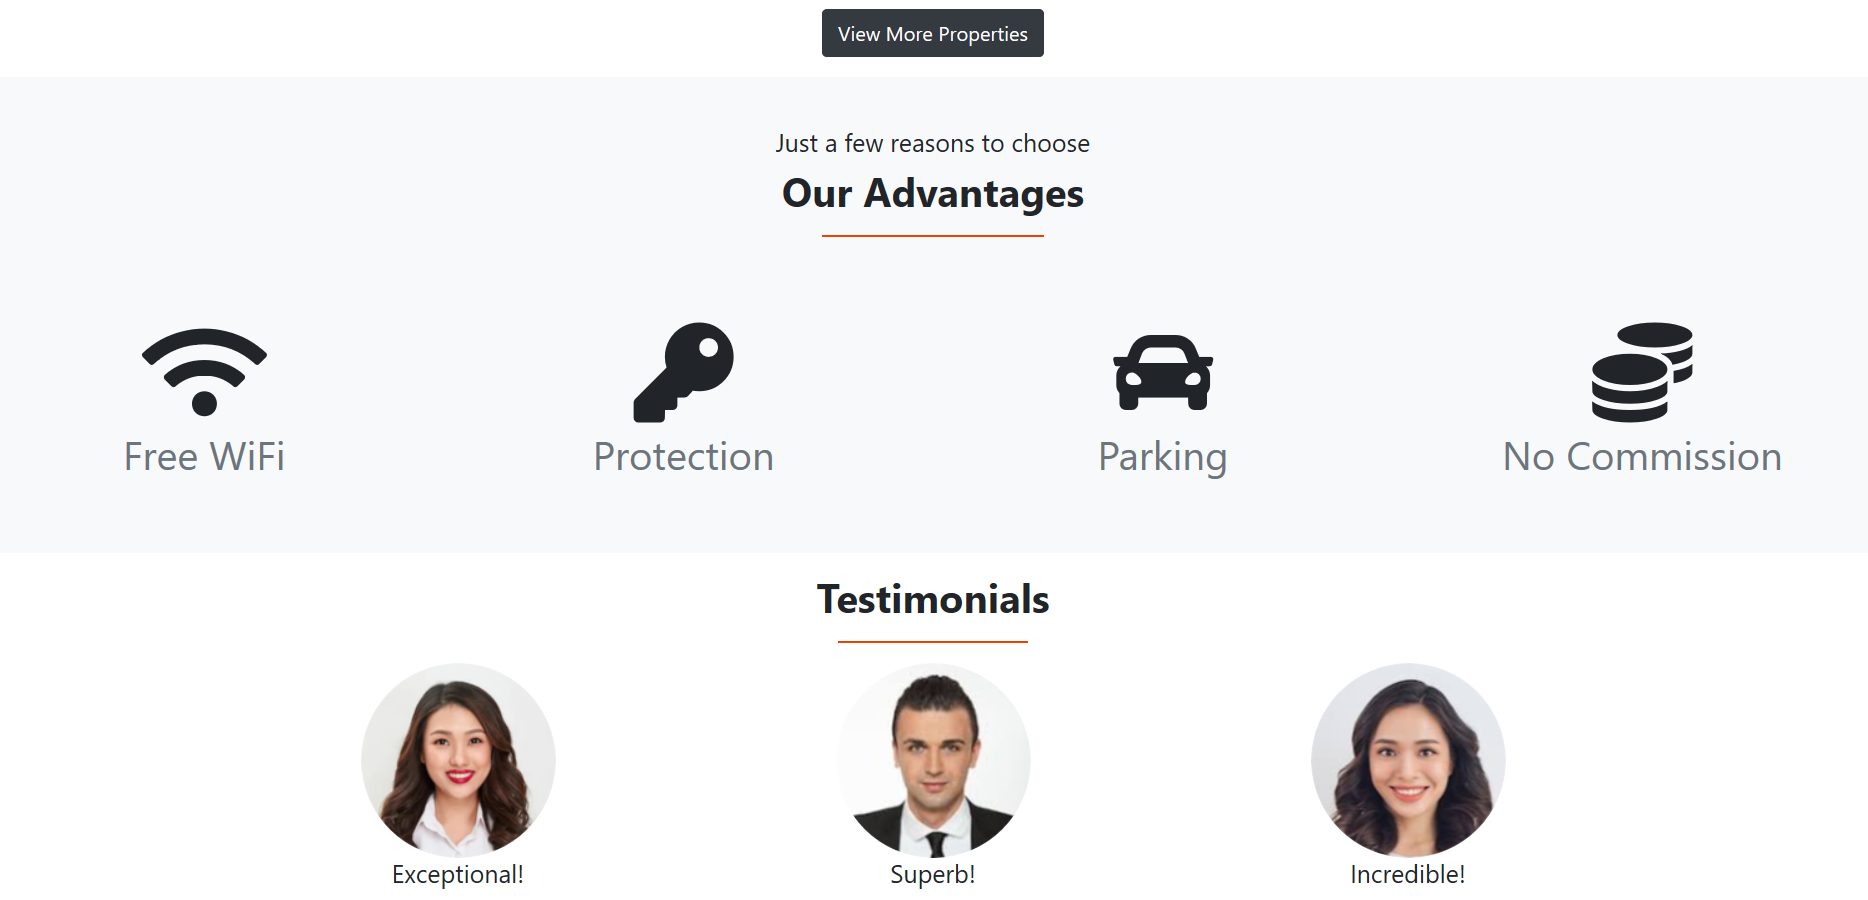 View More Properties
Just a few reasons to choose
Our Advantages
Free WiFi
Protection
Parking
No Commission
Testimonials
Exceptional!
Superb!
Incredible!